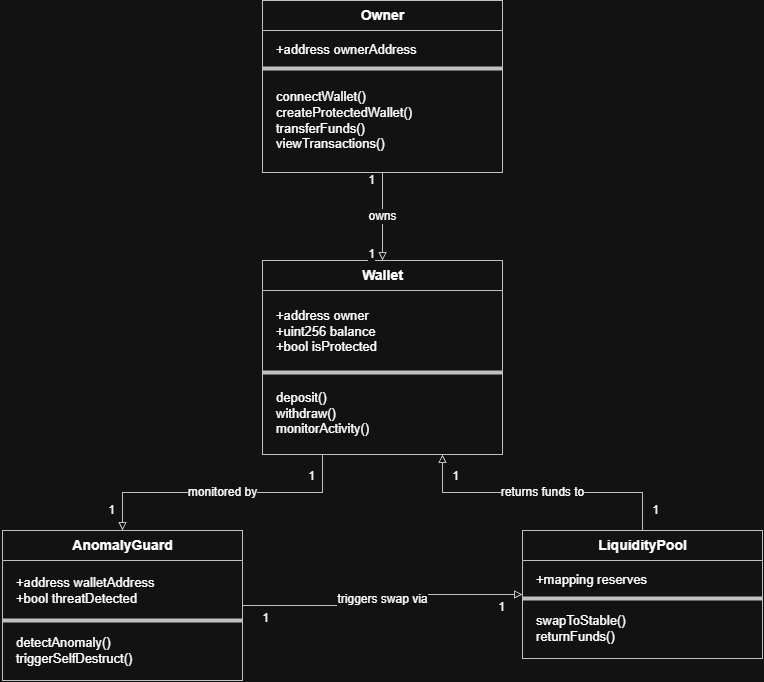 Owner
+address ownerAddress
connectWallet()
createProtectedWallet()
transferFunds()
viewTransactions()
1
owns
1
Wallet
+address owner
+uint256 balance
+bool isProtected
deposit()
withdraw()
monitorActivity()
1
monitored by
1
1
returns funds to
1
AnomalyGuard
+address walletAddress
+bool threatDetected
detectAnomaly()
triggerSelfDestruct()
1
triggers swap via
1
LiquidityPool
+mapping reserves
swapToStable()
returnFunds()